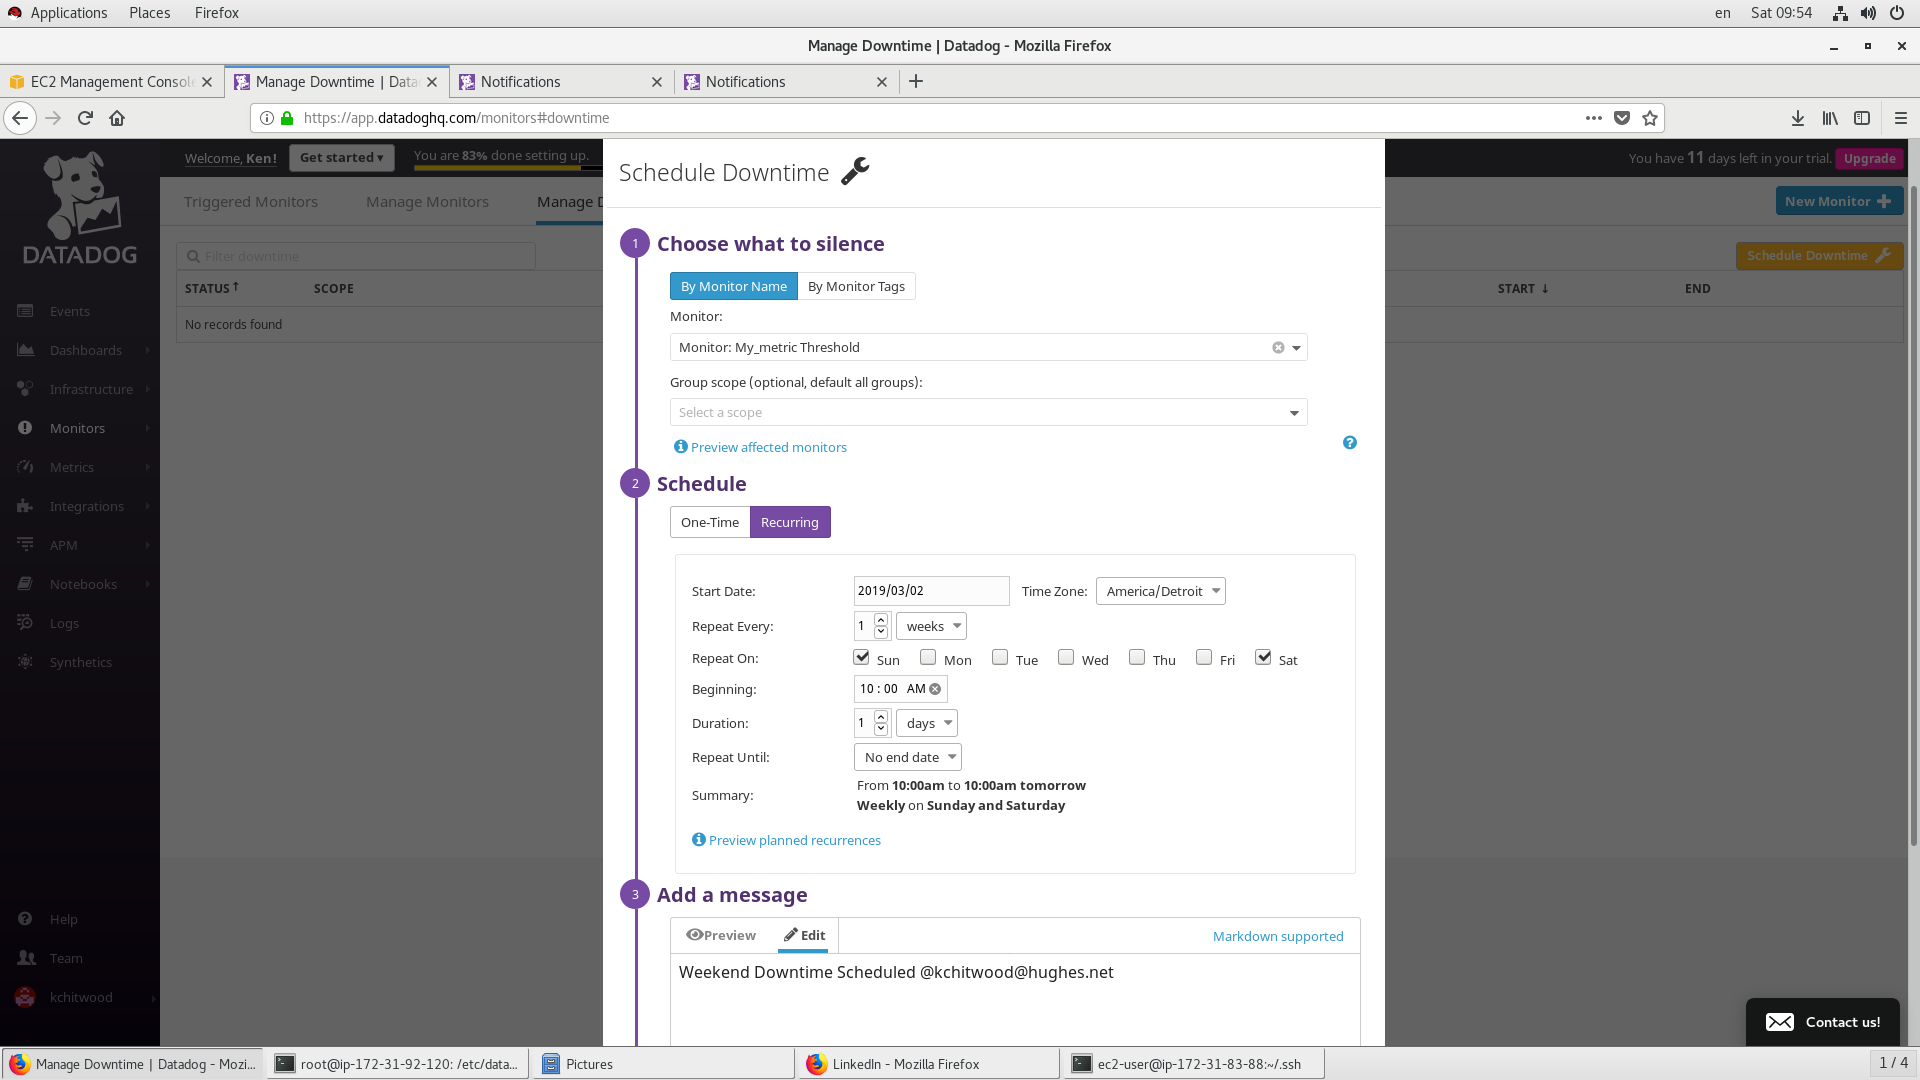 Applications Places Firefox en Sat 09:54
Manage Downtime | Datadog - Mozilla Firefox
EC2 Management Consol Manage Downtime | Data Notifications Notifications
https://app.datadoghq.com/monitors#downtime
Welcome, Ken! Get started ▾ You are 83% done setting up. You have 11 days left in your trial. Upgrade
DATADOG
Events
Dashboards
Infrastructure
Monitors
Metrics
Integrations
APM
Notebooks
Logs
Synthetics
Help
Team
kchitwood
Triggered Monitors Manage Monitors Manage D New Monitor
Filter downtime Schedule Downtime
STATUS↑ SCOPE START ↓ END
No records found
Schedule Downtime
1 Choose what to silence
By Monitor Name By Monitor Tags
Monitor:
Monitor: My_metric Threshold
Group scope (optional, default all groups):
Select a scope
Preview affected monitors
2 Schedule
One-Time Recurring
Start Date: 2019/03/02 Time Zone: America/Detroit
Repeat Every: 1 weeks
Repeat On: Sun Mon Tue Wed Thu Fri Sat
Beginning: 10 : 00 AM
Duration: 1 days
Repeat Until: No end date
Summary: From 10:00am to 10:00am tomorrow
Weekly on Sunday and Saturday
Preview planned recurrences
3 Add a message
Preview Edit Markdown supported
Weekend Downtime Scheduled @kchitwood@hughes.net
Contact us!
Manage Downtime | Datadog - Mozi... root@ip-172-31-92-120: /etc/data... Pictures LinkedIn - Mozilla Firefox ec2-user@ip-172-31-83-88:~/.ssh 1 / 4